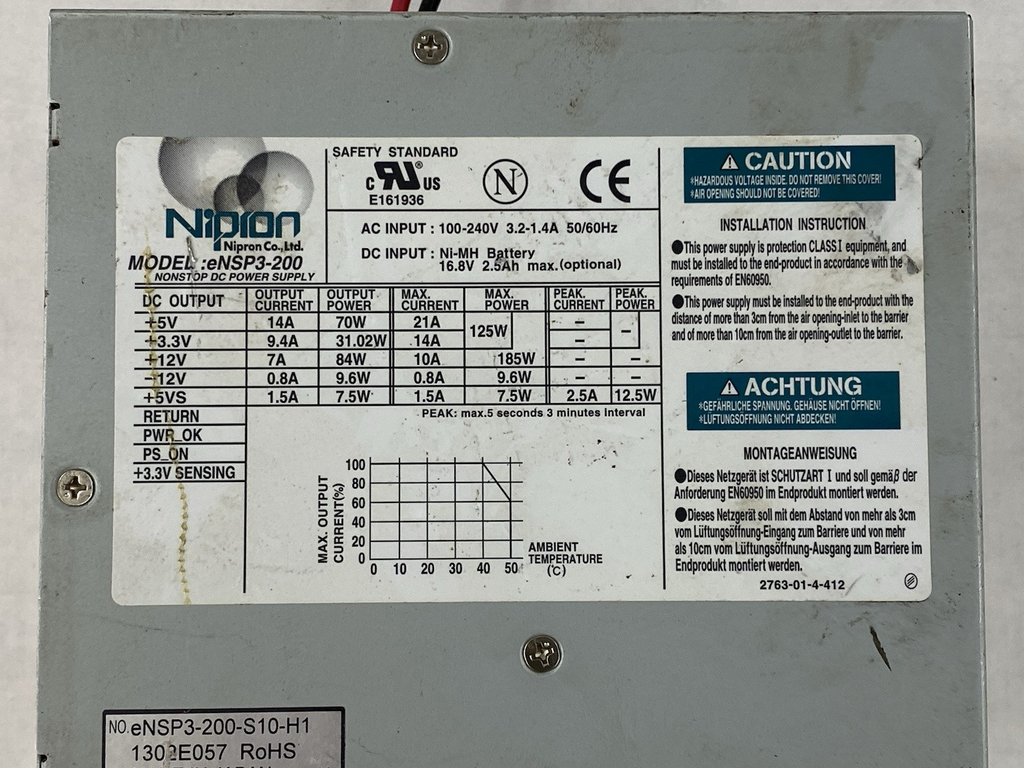 Nipron
Nipron Co., Ltd.
MODEL :eNSP3-200
NONSTOP DC POWER SUPPLY
SAFETY STANDARD
C RU ® US
E161936
N
CE
AC INPUT : 100-240V 3.2-1.4A 50/60Hz
DC INPUT : Ni-MH Battery
16.8V 2.5Ah max.(optional)
DC OUTPUT OUTPUT CURRENT OUTPUT POWER MAX. CURRENT MAX. POWER PEAK. CURRENT PEAK. POWER
+5V 14A 70W 21A 125W – –
+3.3V 9.4A 31.02W 14A –
+12V 7A 84W 10A 185W – –
-12V 0.8A 9.6W 0.8A 9.6W – –
+5VS 1.5A 7.5W 1.5A 7.5W 2.5A 12.5W
RETURN
PWR_OK
PS_ON
+3.3V SENSING
PEAK: max.5 seconds 3 minutes Interval
MAX. OUTPUT
CURRENT(%)
100
80
60
40
20
0
0 10 20 30 40 50
AMBIENT
TEMPERATURE
(℃)
⚠ CAUTION
*HAZARDOUS VOLTAGE INSIDE. DO NOT REMOVE THIS COVER!
*AIR OPENING SHOULD NOT BE COVERED!
INSTALLATION INSTRUCTION
●This power supply is protection CLASS I equipment, and
must be installed to the end-product in accordance with the
requirements of EN60950.
●This power supply must be installed to the end-product with the
distance of more than 3cm from the air opening-inlet to the barrier
and of more than 10cm from the air opening-outlet to the barrier.
⚠ ACHTUNG
*GEFÄHRLICHE SPANNUNG. GEHÄUSE NICHT ÖFFNEN!
*LUFTUNGSÖFFNUNG NICHT ABDECKEN!
MONTAGEANWEISUNG
●Dieses Netzgerät ist SCHUTZART I und soll gemäß der
Anforderung EN60950 im Endprodukt montiert werden.
●Dieses Netzgerät soll mit dem Abstand von mehr als 3cm
vom Lüftungsöffnung-Eingang zum Barriere und von mehr
als 10cm vom Lüftungsöffnung-Ausgang zum Barriere im
Endprodukt montiert werden.
2763-01-4-412
NO. eNSP3-200-S10-H1
1302E057 RoHS